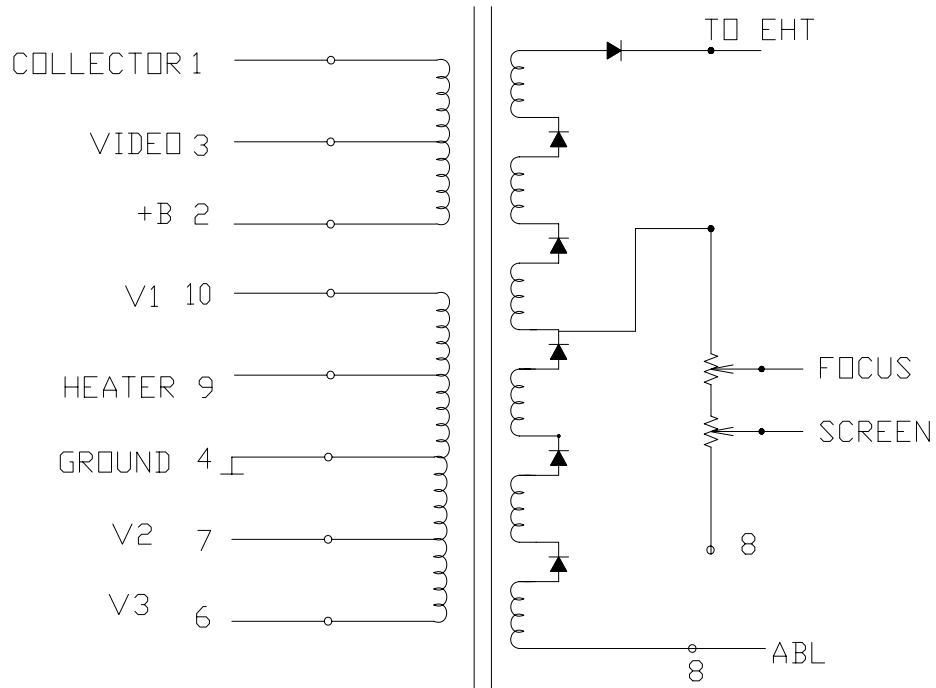 TO EHT
COLLECTOR 1
VIDEO 3
+B 2
V1 10
HEATER 9
FOCUS
SCREEN
GROUND 4
V2 7
8
V3 6
ABL
8